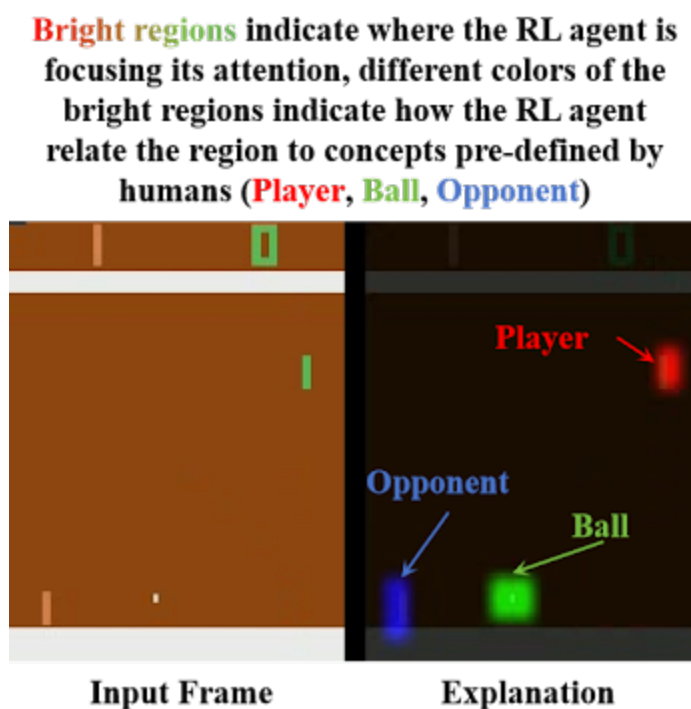 Bright regions indicate where the RL agent is
focusing its attention, different colors of the
bright regions indicate how the RL agent
relate the region to concepts pre-defined by
humans (Player, Ball, Opponent)
1 0
Player
Opponent
Ball
Input Frame Explanation